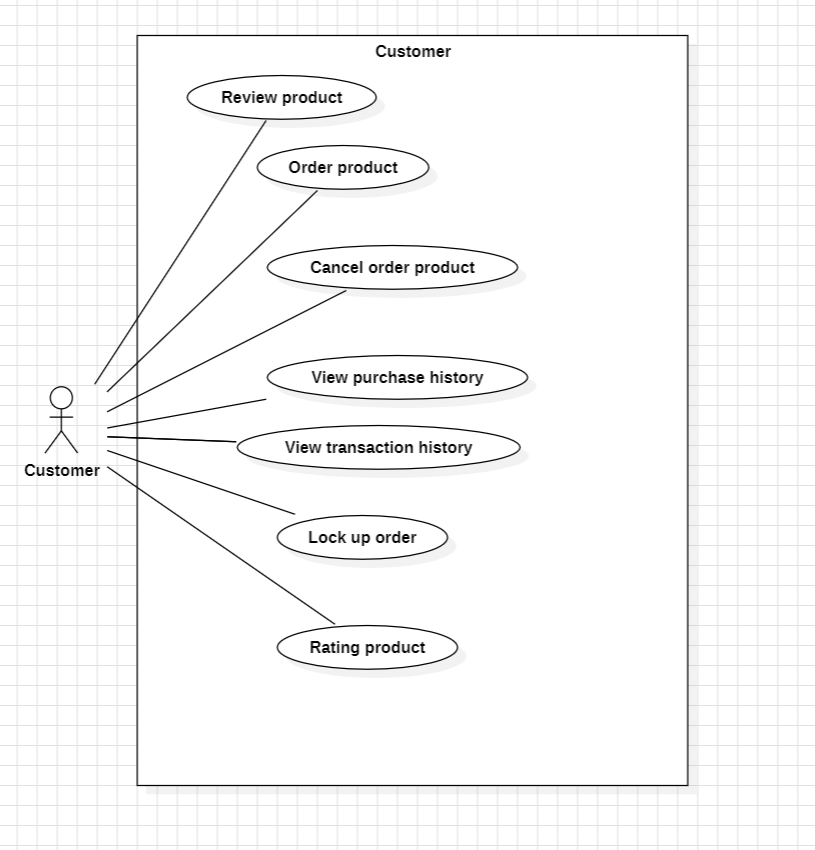 Customer
Review product
Order product
Cancel order product
View purchase history
View transaction history
Customer
Lock up order
Rating product